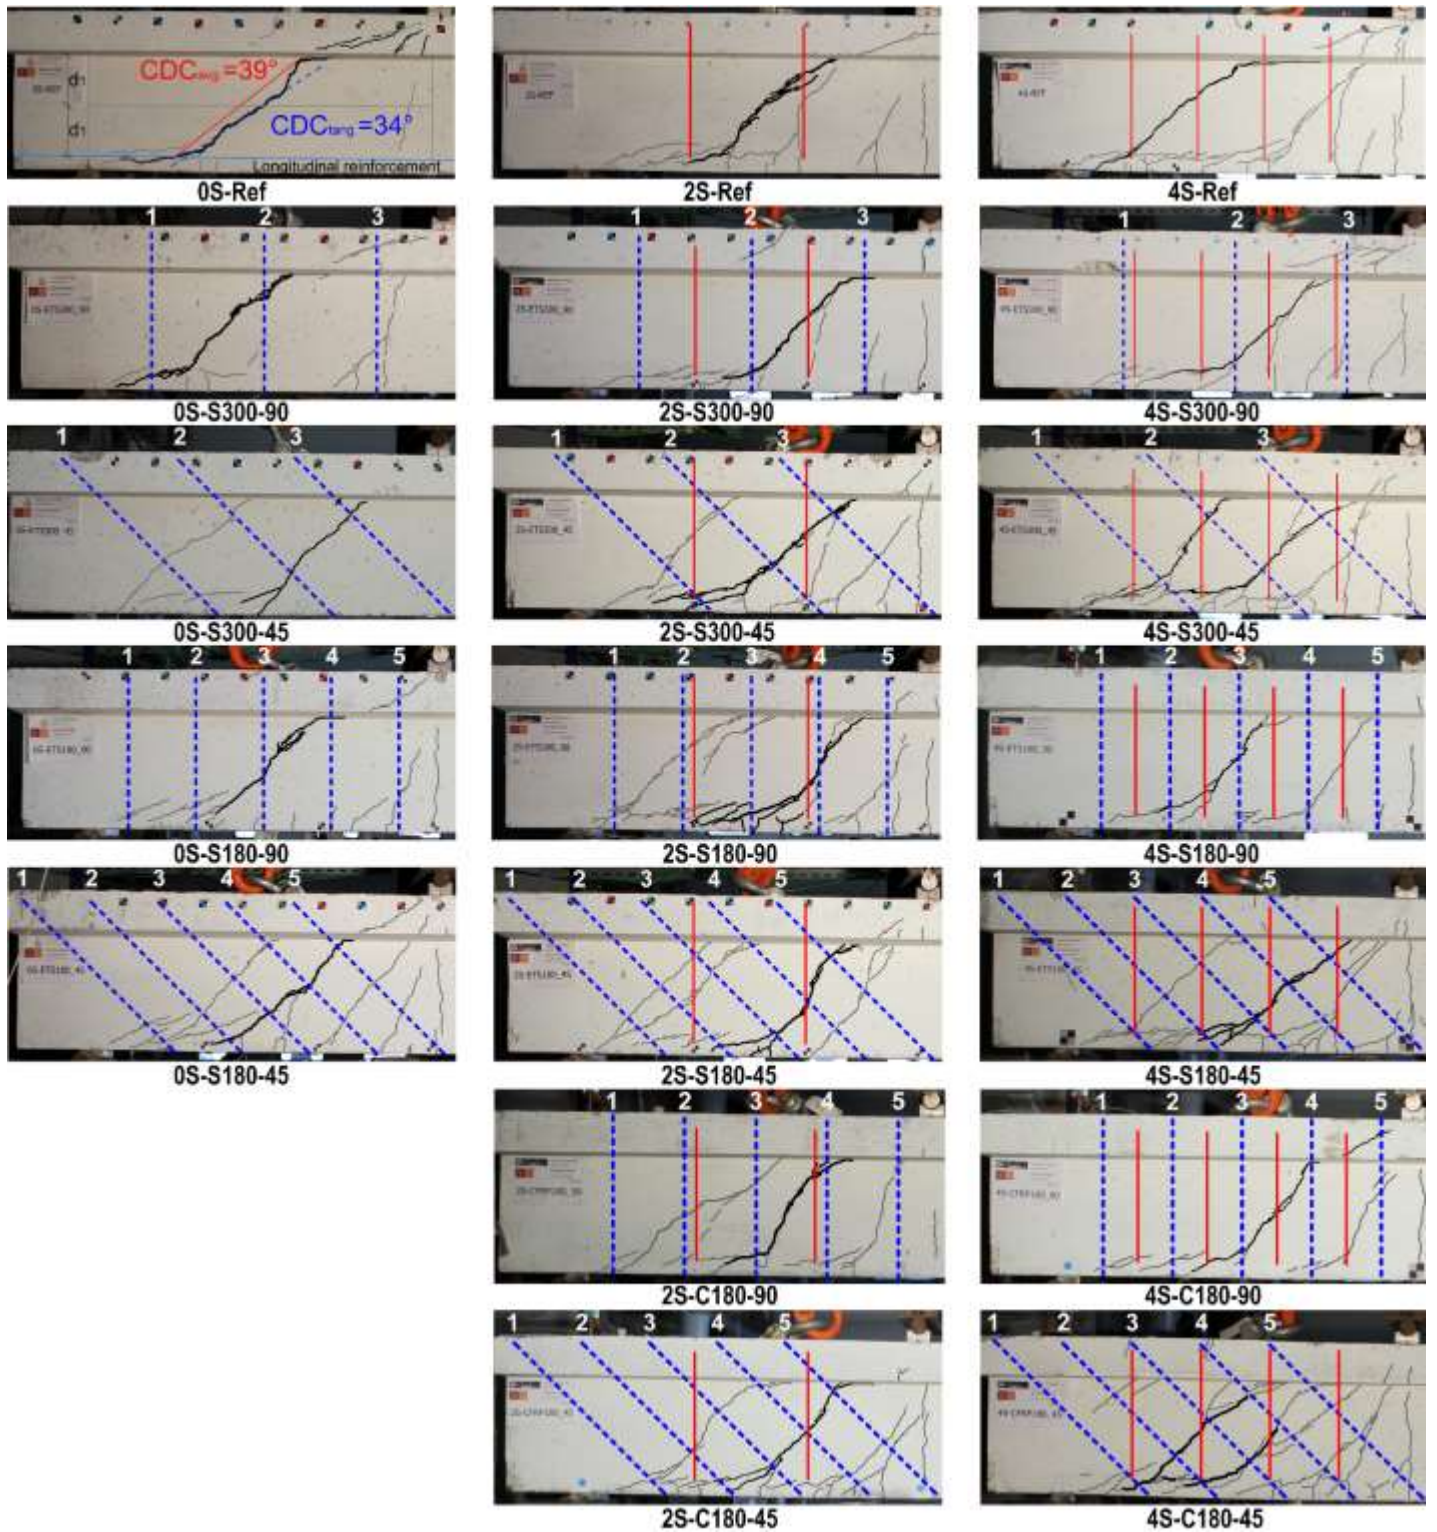 CDCavg =39°
d1
d1
CDCtang =34°
Longitudinal reinforcement
0S-Ref
2S-Ref
4S-Ref
1 2 3
1 2 3
1 2 3
0S-S300-90
2S-S300-90
4S-S300-90
1 2 3
1 2 3
1 2 3
0S-S300-45
2S-S300-45
4S-S300-45
1 2 3 4 5
1 2 3 4 5
1 2 3 4 5
0S-S180-90
2S-S180-90
4S-S180-90
1 2 3 4 5
1 2 3 4 5
1 2 3 4 5
0S-S180-45
2S-S180-45
4S-S180-45
1 2 3 4 5
1 2 3 4 5
2S-C180-90
4S-C180-90
1 2 3 4 5
1 2 3 4 5
2S-C180-45
4S-C180-45